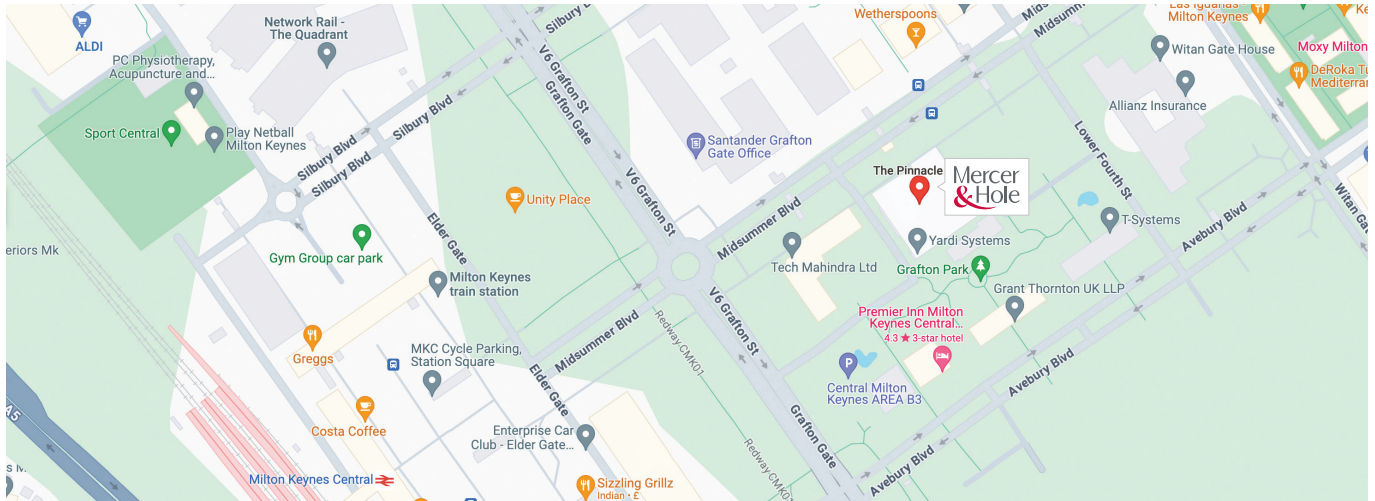 ALDI
Network Rail -
The Quadrant
PC Physiotherapy,
Acupuncture and...
Sport Central
Play Netball
Milton Keynes
Silbury Blvd
Silbury Blvd
Silbury Blvd
Silbury Blvd
V6 Grafton St
Grafton Gate
Wetherspoons
Midsummer Blvd
Midsummer
Las Iguanas
Milton Keynes
Witan Gate House
Moxy Milton
DeRoka Tu
Mediterran
Allianz Insurance
Santander Grafton
Gate Office
Lower Fourth St
The Pinnacle
Mercer
&Hole
Unity Place
V6 Grafton St
Elder Gate
Midsummer Blvd
T-Systems
Avebury Blvd
Witan Gat
eriors Mk
Gym Group car park
Milton Keynes
train station
Tech Mahindra Ltd
Yardi Systems
Grafton Park
Grant Thornton UK LLP
V6 Grafton St
Redway CMK01
Midsummer Blvd
Premier Inn Milton
Keynes Central...
4.3 ★ 3-star hotel
Greggs
MKC Cycle Parking,
Station Square
Elder Gate
P
Central Milton
Keynes AREA B3
Avebury Blvd
A5
Costa Coffee
Enterprise Car
Club - Elder Gate...
Grafton Gate
Redway CMK01
Avebury Blvd
Milton Keynes Central
Sizzling Grillz
Indian · £